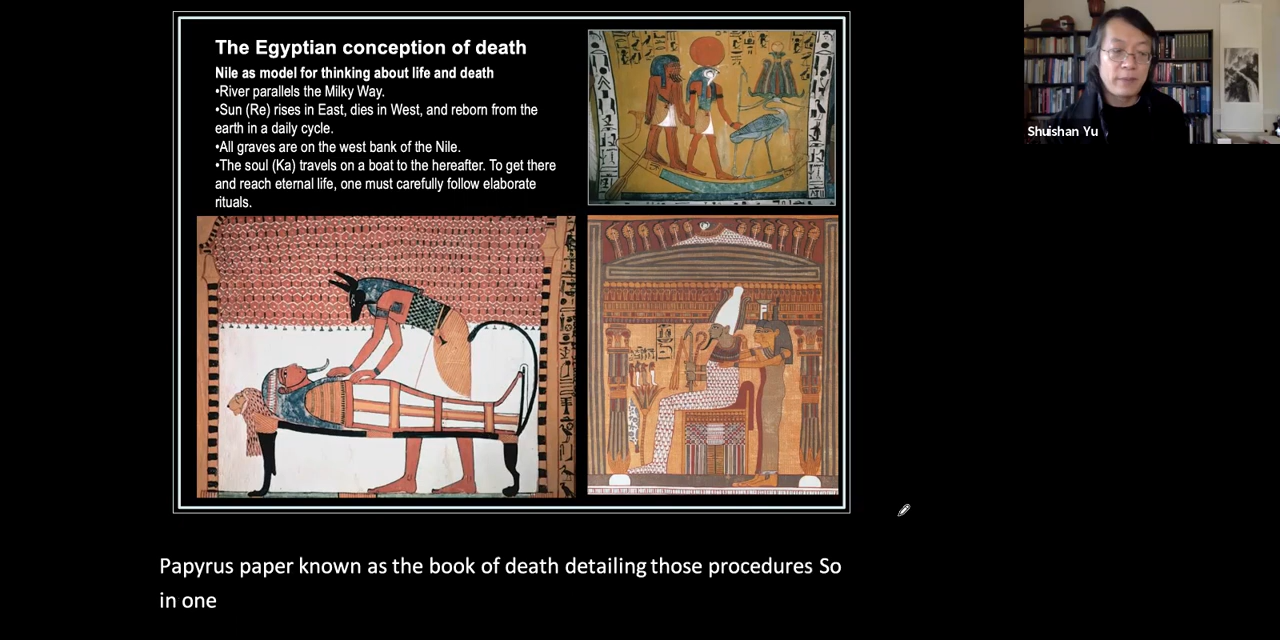 The Egyptian conception of death
Nile as model for thinking about life and death
•River parallels the Milky Way.
•Sun (Re) rises in East, dies in West, and reborn from the
earth in a daily cycle.
•All graves are on the west bank of the Nile.
•The soul (Ka) travels on a boat to the hereafter. To get there
and reach eternal life, one must carefully follow elaborate
rituals.
Shuishan Yu
Papyrus paper known as the book of death detailing those procedures So
in one